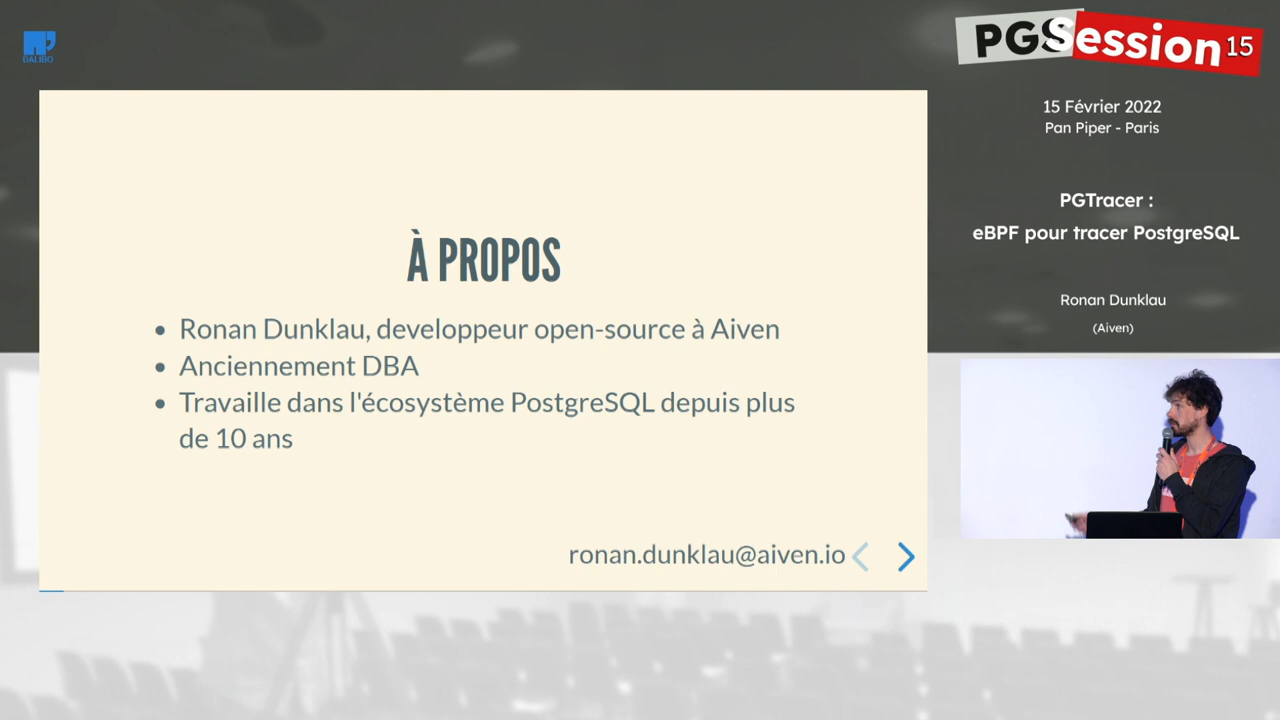 DALIBO
PGSession 15
15 Février 2022
Pan Piper - Paris
PGTracer :
eBPF pour tracer PostgreSQL
Ronan Dunklau
(Aiven)
À PROPOS
Ronan Dunklau, developpeur open-source à Aiven
Anciennement DBA
Travaille dans l'écosystème PostgreSQL depuis plus
de 10 ans
ronan.dunklau@aiven.io